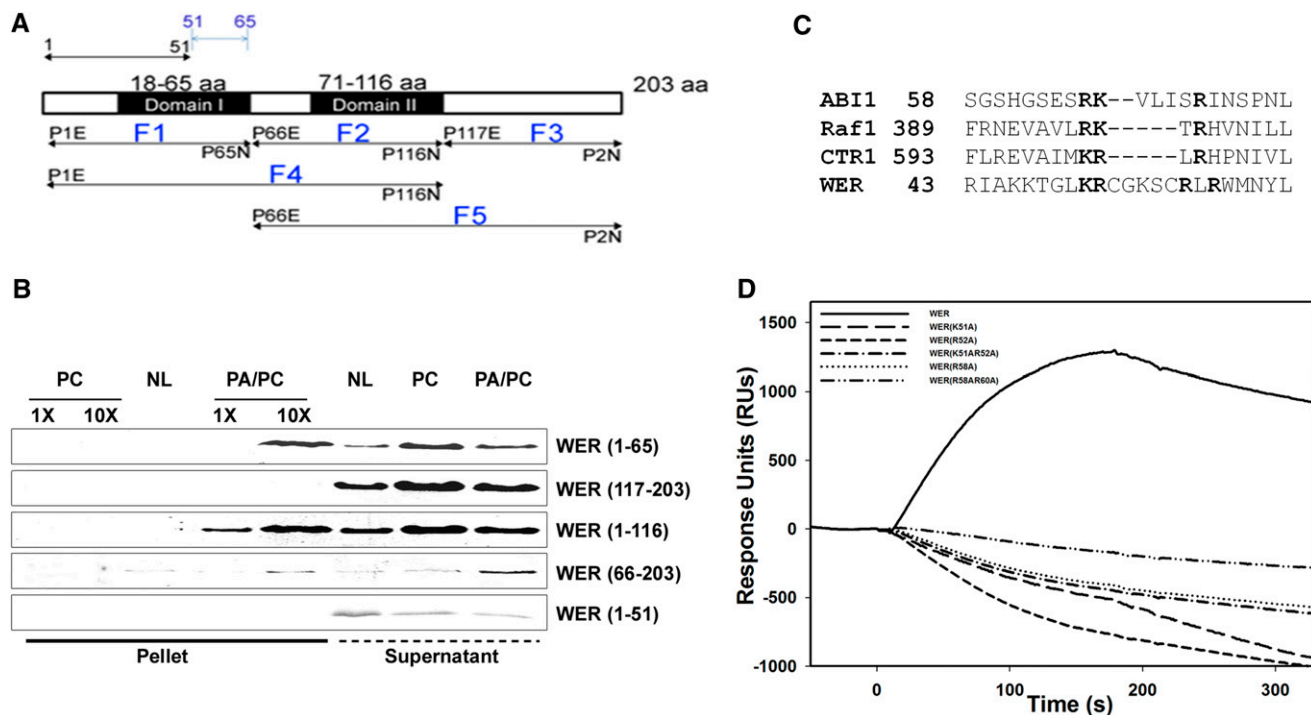 A
51 65
1 51
18-65 aa 71-116 aa 203 aa
Domain I Domain II
P1E F1 P65N P66E F2 P116N P117E F3 P2N
P1E F4 P116N
P66E F5 P2N
B
PC NL PA/PC NL PC PA/PC
1X 10X 1X 10X
WER (1-65)
WER (117-203)
WER (1-116)
WER (66-203)
WER (1-51)
Pellet Supernatant
C
ABI1 58 SGSHGSESRK--VLISRINSPNL
Raf1 389 FRNEVAVLRK-----TRHVNILL
CTR1 593 FLREVAIMKR-----LRHPNIVL
WER 43 RIAKKTGLKRCGKSCRLRWMNYL
D
WER
WER(K51A)
WER(R52A)
WER(K51AR52A)
WER(R58A)
WER(R58AR60A)
Response Units (RUs)
1500
1000
500
0
-500
-1000
0 100 200 300
Time (s)